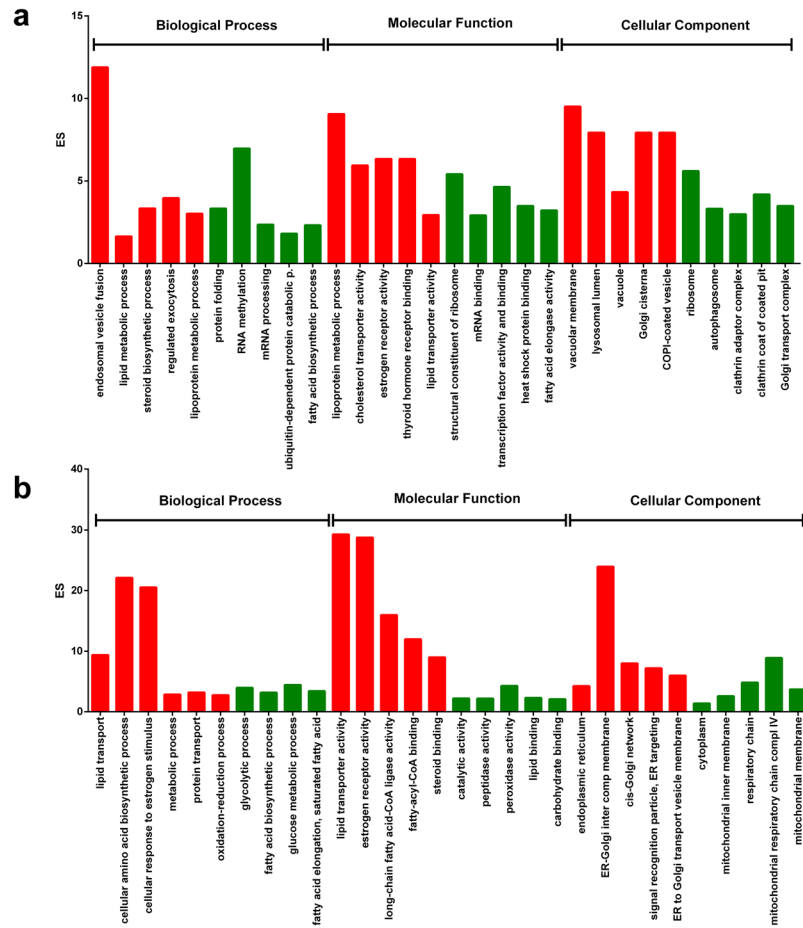 a
Biological Process
Molecular Function
Cellular Component
ES
15
10
5
0
endosomal vesicle fusion
lipid metabolic process
steroid biosynthetic process
regulated exocytosis
lipoprotein metabolic process
protein folding
RNA methylation
mRNA processing
ubiquitin-dependent protein catabolic p.
fatty acid biosynthetic process
lipoprotein metabolic process
cholesterol transporter activity
estrogen receptor activity
thyroid hormone receptor binding
lipid transporter activity
structural constituent of ribosome
mRNA binding
transcription factor activity and binding
heat shock protein binding
fatty acid elongase activity
vacuolar membrane
lysosomal lumen
vacuole
Golgi cisterna
COPI-coated vesicle
ribosome
autophagosome
clathrin adaptor complex
clathrin coat of coated pit
Golgi transport complex
b
Biological Process
Molecular Function
Cellular Component
ES
40
30
20
10
0
lipid transport
cellular amino acid biosynthetic process
cellular response to estrogen stimulus
metabolic process
protein transport
oxidation-reduction process
glycolytic process
fatty acid biosynthetic process
glucose metabolic process
fatty acid elongation, saturated fatty acid
lipid transporter activity
estrogen receptor activity
long-chain fatty acid-CoA ligase activity
fatty-acyl-CoA binding
steroid binding
catalytic activity
peptidase activity
peroxidase activity
lipid binding
carbohydrate binding
endoplasmic reticulum
ER-Golgi inter comp membrane
cis-Golgi network
signal recognition particle, ER targeting
ER to Golgi transport vesicle membrane
cytoplasm
mitochondrial inner membrane
respiratory chain
mitochondrial respiratory chain compl IV
mitochondrial membrane